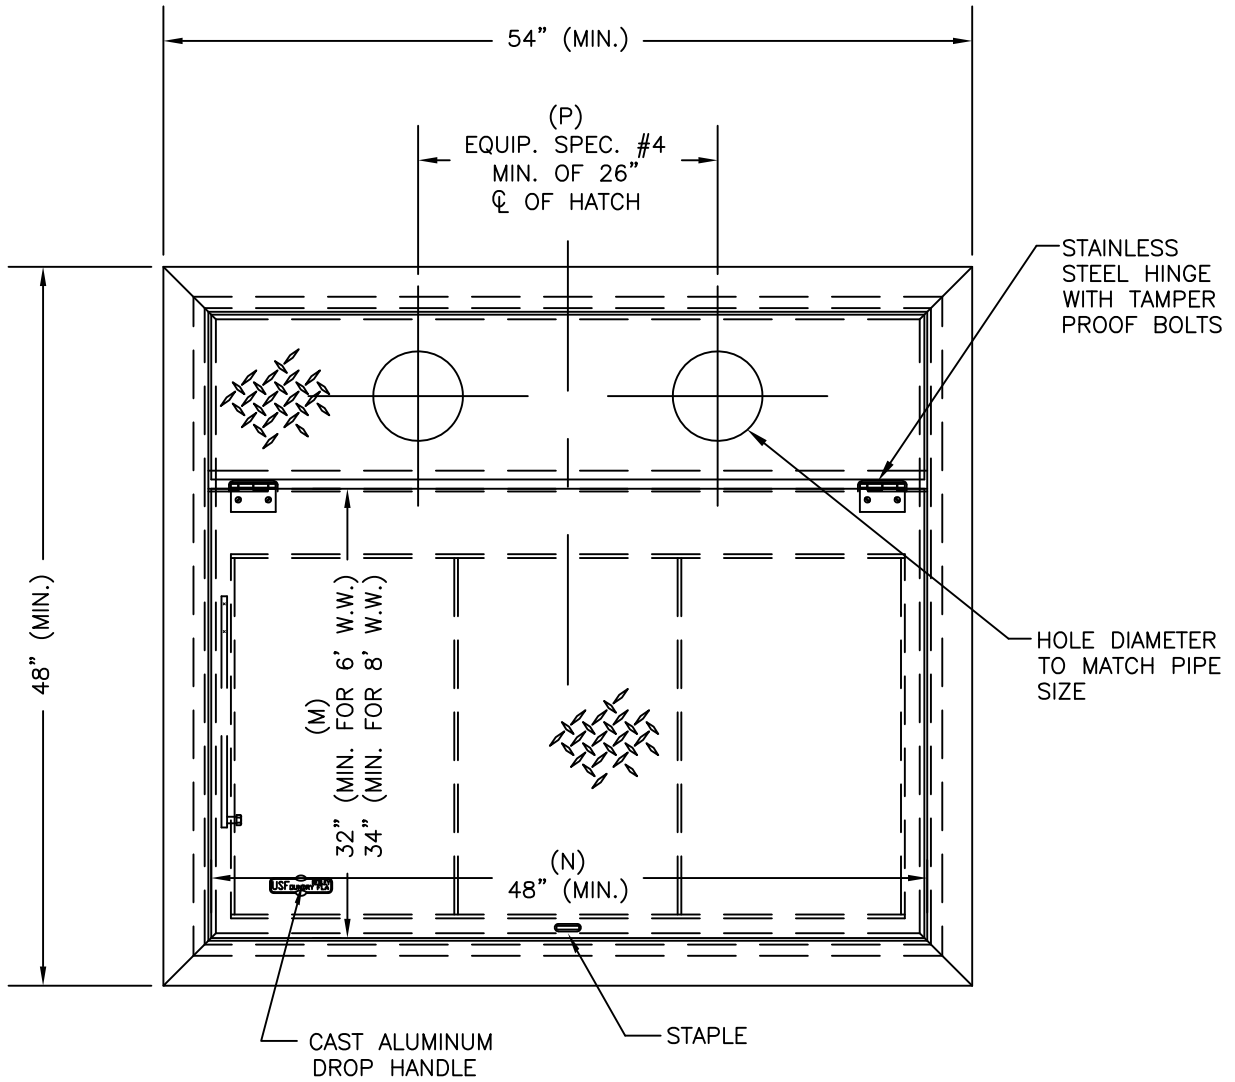 54” (MIN.)
(P)
EQUIP. SPEC. #4
MIN. OF 26”
℄ OF HATCH
STAINLESS
STEEL HINGE
WITH TAMPER
PROOF BOLTS
48” (MIN.)
(M)
32” (MIN. FOR 6’ W.W.)
34” (MIN. FOR 8’ W.W.)
HOLE DIAMETER
TO MATCH PIPE
SIZE
(N)
48” (MIN.)
USF
STAPLE
CAST ALUMINUM
DROP HANDLE